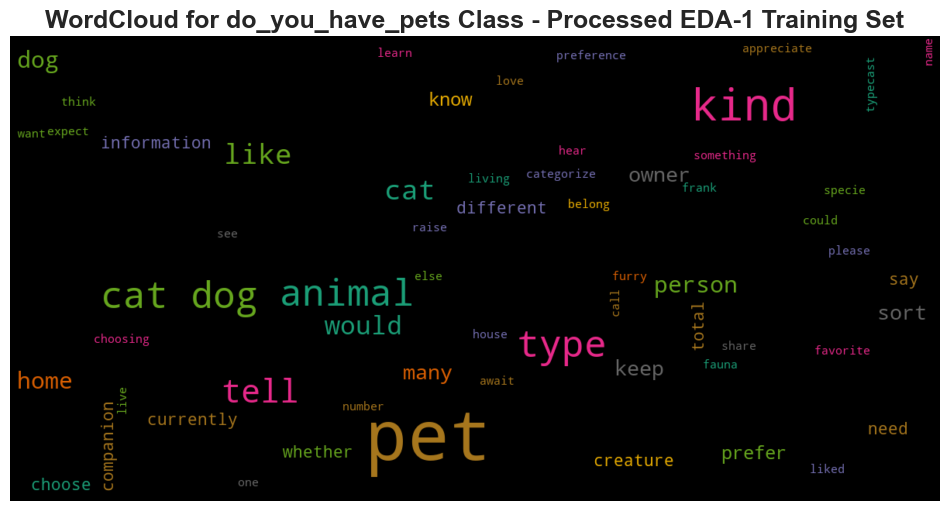 WordCloud for do_you_have_pets Class - Processed EDA-1 Training Set
dog
learn
preference
appreciate
name
typecast
think
love
know
kind
want
expect
information
like
hear
something
cat
living
categorize
owner
frank
specie
different
belong
could
see
raise
please
cat dog
animal
else
furry
person
say
would
call
total
sort
choosing
house
type
share
favorite
home
tell
many
await
keep
fauna
live
companion
currently
number
pet
need
whether
creature
prefer
liked
choose
one